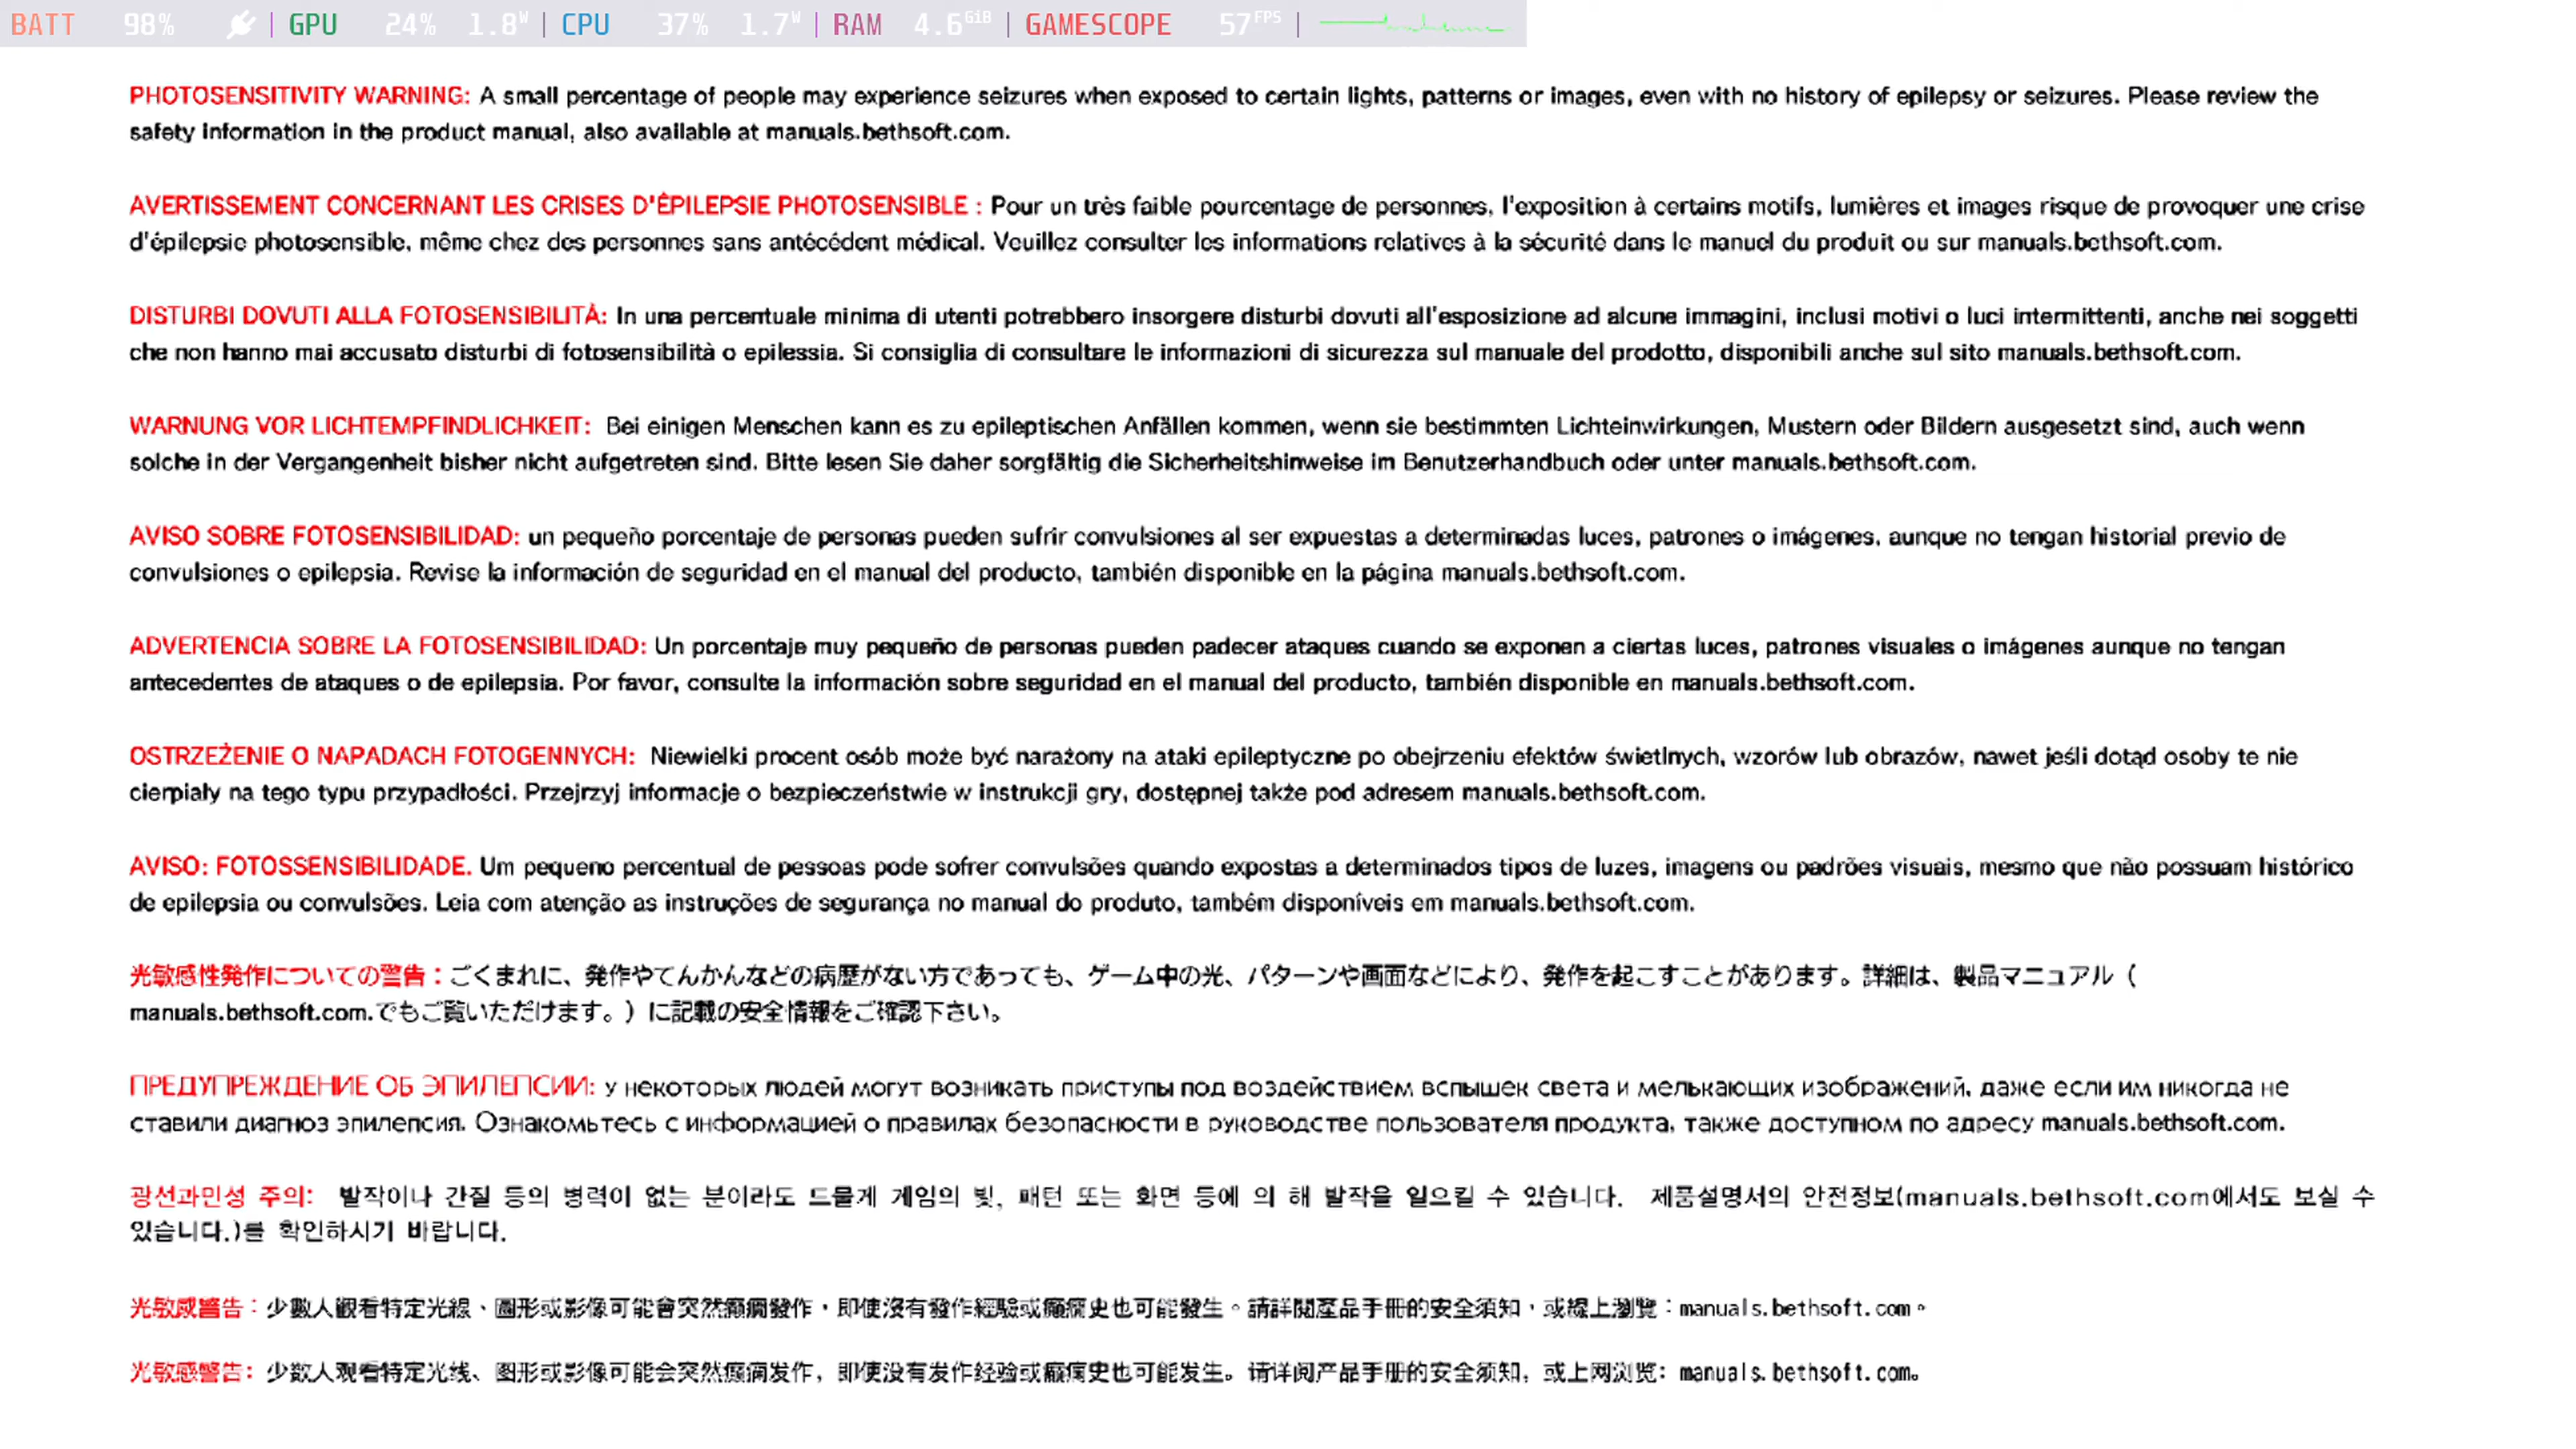 BATT 98% | GPU 24% 1.8W | CPU 37% 1.7W | RAM 4.6GiB | GAMESCOPE 57FPS |
PHOTOSENSITIVITY WARNING: A small percentage of people may experience seizures when exposed to certain lights, patterns or images, even with no history of epilepsy or seizures. Please review the
safety information in the product manual, also available at manuals.bethsoft.com.
AVERTISSEMENT CONCERNANT LES CRISES D'ÉPILEPSIE PHOTOSENSIBLE : Pour un très faible pourcentage de personnes, l'exposition à certains motifs, lumières et images risque de provoquer une crise
d'épilepsie photosensible, même chez des personnes sans antécédent médical. Veuillez consulter les informations relatives à la sécurité dans le manuel du produit ou sur manuals.bethsoft.com.
DISTURBI DOVUTI ALLA FOTOSENSIBILITÀ: In una percentuale minima di utenti potrebbero insorgere disturbi dovuti all'esposizione ad alcune immagini, inclusi motivi o luci intermittenti, anche nei soggetti
che non hanno mai accusato disturbi di fotosensibilità o epilessia. Si consiglia di consultare le informazioni di sicurezza sul manuale del prodotto, disponibili anche sul sito manuals.bethsoft.com.
WARNUNG VOR LICHTEMPFINDLICHKEIT: Bei einigen Menschen kann es zu epileptischen Anfällen kommen, wenn sie bestimmten Lichteinwirkungen, Mustern oder Bildern ausgesetzt sind, auch wenn
solche in der Vergangenheit bisher nicht aufgetreten sind. Bitte lesen Sie daher sorgfältig die Sicherheitshinweise im Benutzerhandbuch oder unter manuals.bethsoft.com.
AVISO SOBRE FOTOSENSIBILIDAD: un pequeño porcentaje de personas pueden sufrir convulsiones al ser expuestas a determinadas luces, patrones o imágenes, aunque no tengan historial previo de
convulsiones o epilepsia. Revise la información de seguridad en el manual del producto, también disponible en la página manuals.bethsoft.com.
ADVERTENCIA SOBRE LA FOTOSENSIBILIDAD: Un porcentaje muy pequeño de personas pueden padecer ataques cuando se exponen a ciertas luces, patrones visuales o imágenes aunque no tengan
antecedentes de ataques o de epilepsia. Por favor, consulte la información sobre seguridad en el manual del producto, también disponible en manuals.bethsoft.com.
OSTRZEŻENIE O NAPADACH FOTOGENNYCH: Niewielki procent osób może być narażony na ataki epileptyczne po obejrzeniu efektów świetlnych, wzorów lub obrazów, nawet jeśli dotąd osoby te nie
cierpiały na tego typu przypadłości. Przejrzyj informacje o bezpieczeństwie w instrukcji gry, dostępnej także pod adresem manuals.bethsoft.com.
AVISO: FOTOSSENSIBILIDADE. Um pequeno percentual de pessoas pode sofrer convulsões quando expostas a determinados tipos de luzes, imagens ou padrões visuais, mesmo que não possuam histórico
de epilepsia ou convulsões. Leia com atenção as instruções de segurança no manual do produto, também disponíveis em manuals.bethsoft.com.
光敏感性発作についての警告：ごくまれに、発作やてんかんなどの病歴がない方であっても、ゲーム中の光、パターンや画面などにより、発作を起こすことがあります。詳細は、製品マニュアル（
manuals.bethsoft.com.でもご覧いただけます。）に記載の安全情報をご確認下さい。
ПРЕДУПРЕЖДЕНИЕ ОБ ЭПИЛЕПСИИ: у некоторых людей могут возникать приступы под воздействием вспышек света и мелькающих изображений, даже если им никогда не
ставили диагноз эпилепсия. Ознакомьтесь с информацией о правилах безопасности в руководстве пользователя продукта, также доступном по адресу manuals.bethsoft.com.
광선과민성 주의: 발작이나 간질 등의 병력이 없는 분이라도 드물게 게임의 빛, 패턴 또는 화면 등에 의 해 발작을 일으킬 수 있습니다. 제품설명서의 안전정보(manuals.bethsoft.com에서도 보실 수
있습니다.)를 확인하시기 바랍니다.
光敏感警告：少數人觀看特定光線、圖形或影像可能會突然癲癇發作，即使沒有發作經驗或癲癇史也可能發生。請詳閱產品手冊的安全須知，或線上瀏覽：manuals.bethsoft.com。
光敏感警告：少数人观看特定光线、图形或影像可能会突然癫痫发作，即使没有发作经验或癫痫史也可能发生。请详阅产品手册的安全须知，或上网浏览：manuals.bethsoft.com。